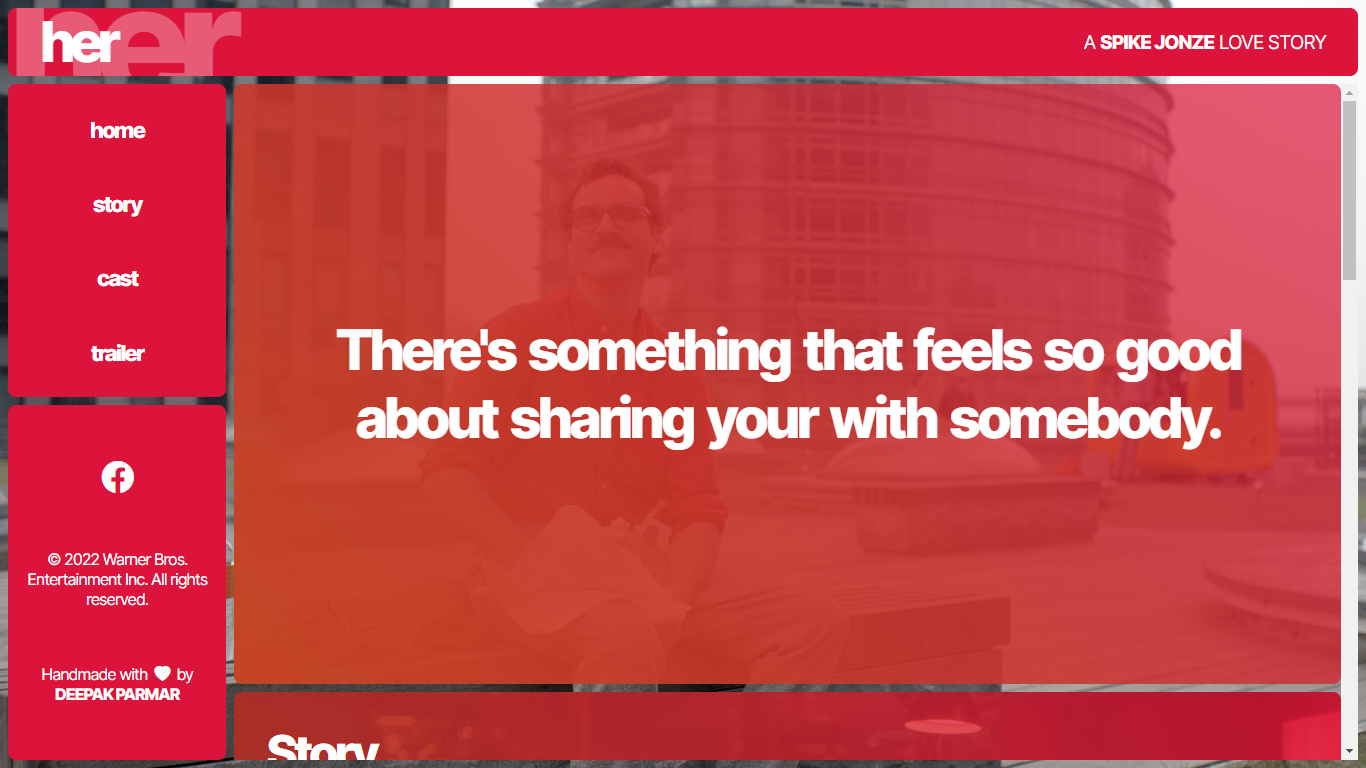 her
her
A SPIKE JONZE LOVE STORY
home
story
cast
trailer
© 2022 Warner Bros.
Entertainment Inc. All rights
reserved.
Handmade with by
DEEPAK PARMAR
There's something that feels so good
about sharing your with somebody.
Story